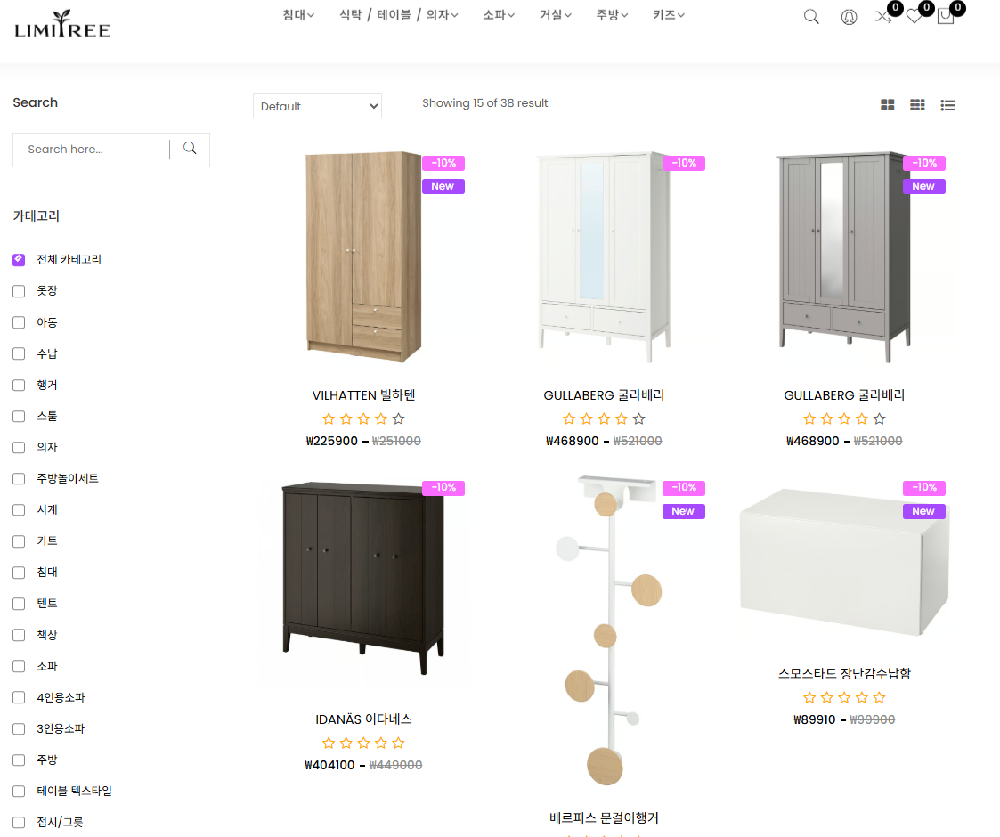 LIMITREE
침대 식탁 / 테이블 / 의자 소파 거실 주방 키즈
0 0 0
Search
Default
Showing 15 of 38 result
Search here...
카테고리
전체 카테고리
옷장
아동
수납
행거
스툴
의자
주방놀이세트
시계
카트
침대
텐트
책상
소파
4인용소파
3인용소파
주방
테이블 텍스타일
접시/그릇
-10%
New
VILHATTEN 빌하텐
₩225900 - ₩251000
-10%
GULLABERG 굴라베리
₩468900 - ₩521000
-10%
New
GULLABERG 굴라베리
₩468900 - ₩521000
-10%
IDANÄS 이다네스
₩404100 - ₩449000
-10%
New
베르피스 문걸이행거
-10%
New
스모스타드 장난감수납함
₩89910 - ₩99900